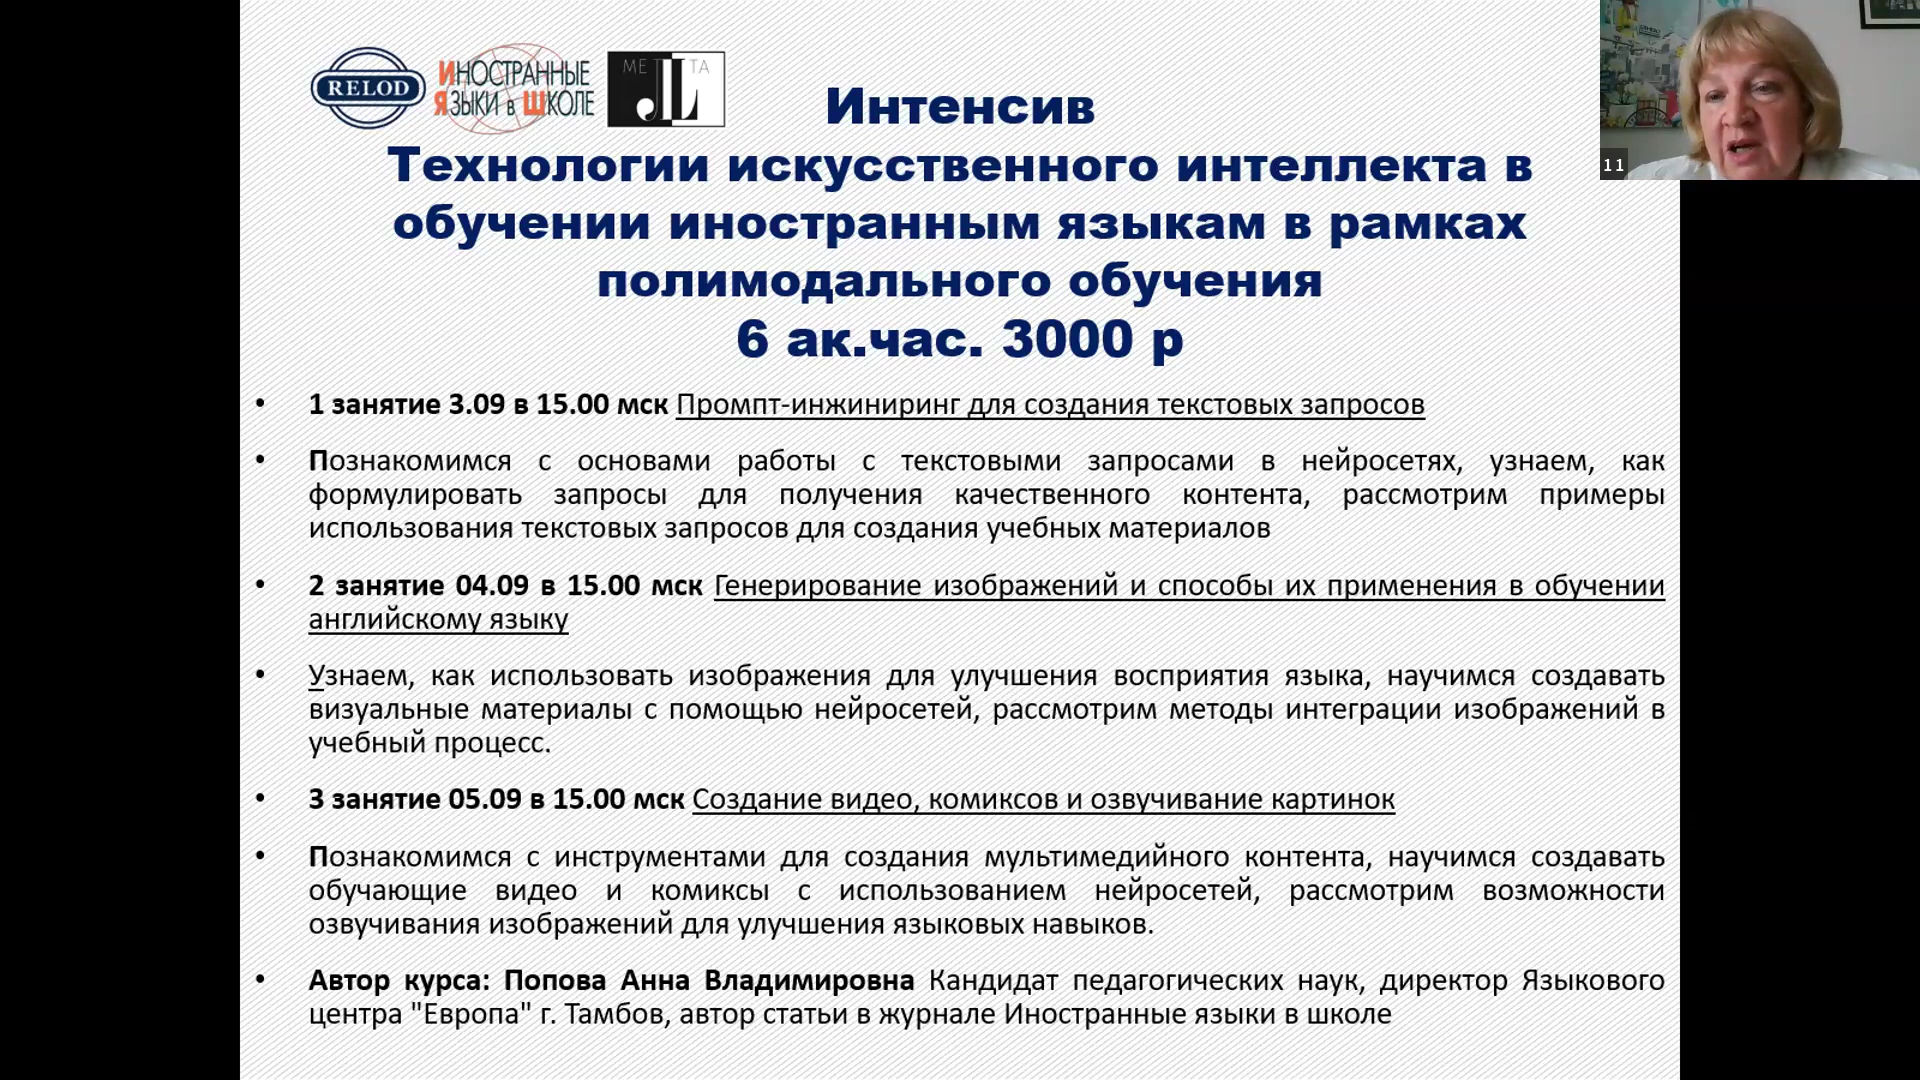 RELOD
ИНОСТРАННЫЕ
ЯЗЫКИ в ШКОЛЕ
МЕ ТА
JL
Интенсив
Технологии искусственного интеллекта в
обучении иностранным языкам в рамках
полимодального обучения
6 ак.час. 3000 р
11
• 1 занятие 3.09 в 15.00 мск Промпт-инжиниринг для создания текстовых запросов
• Познакомимся с основами работы с текстовыми запросами в нейросетях, узнаем, как
формулировать запросы для получения качественного контента, рассмотрим примеры
использования текстовых запросов для создания учебных материалов
• 2 занятие 04.09 в 15.00 мск Генерирование изображений и способы их применения в обучении
английскому языку
• Узнаем, как использовать изображения для улучшения восприятия языка, научимся создавать
визуальные материалы с помощью нейросетей, рассмотрим методы интеграции изображений в
учебный процесс.
• 3 занятие 05.09 в 15.00 мск Создание видео, комиксов и озвучивание картинок
• Познакомимся с инструментами для создания мультимедийного контента, научимся создавать
обучающие видео и комиксы с использованием нейросетей, рассмотрим возможности
озвучивания изображений для улучшения языковых навыков.
• Автор курса: Попова Анна Владимировна Кандидат педагогических наук, директор Языкового
центра "Европа" г. Тамбов, автор статьи в журнале Иностранные языки в школе